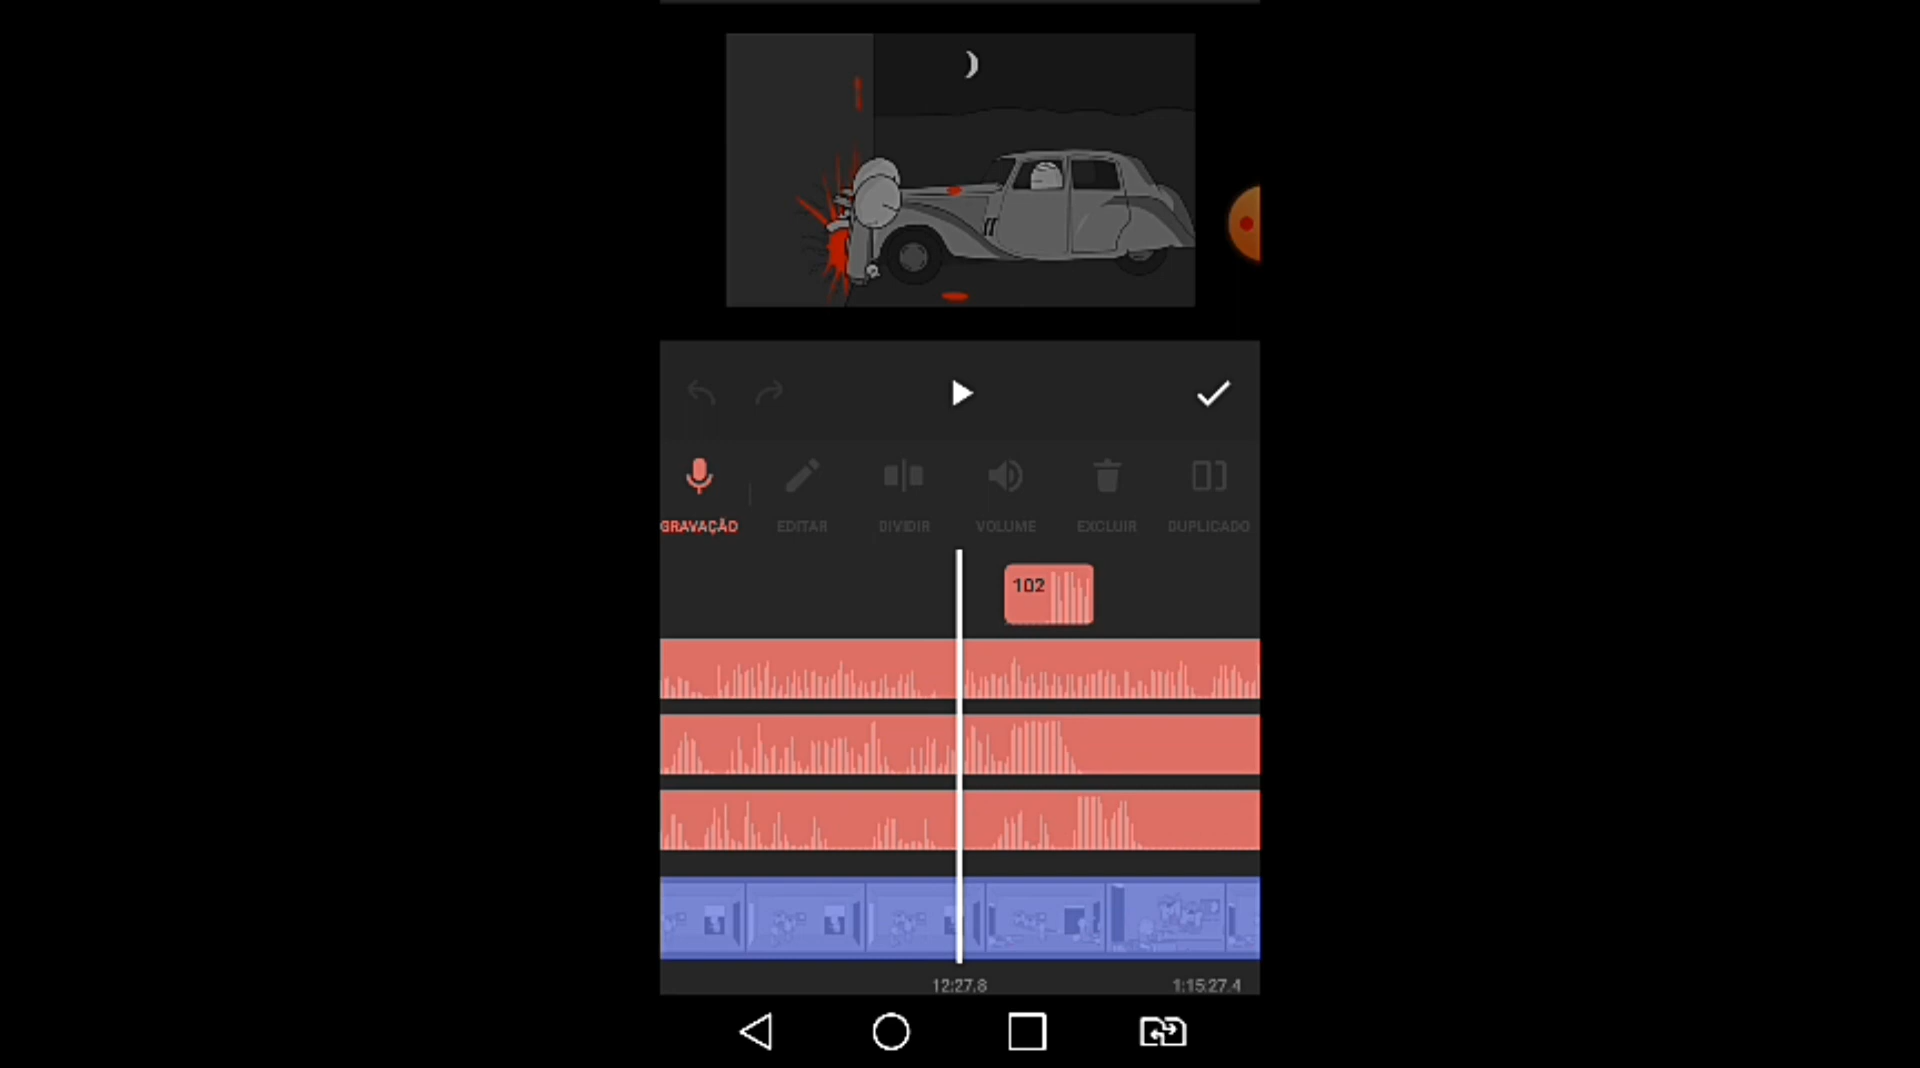 GRAVAÇÃO EDITAR DIVIDIR VOLUME EXCLUIR DUPLICADO
102
12:27.8 1:15:27.4